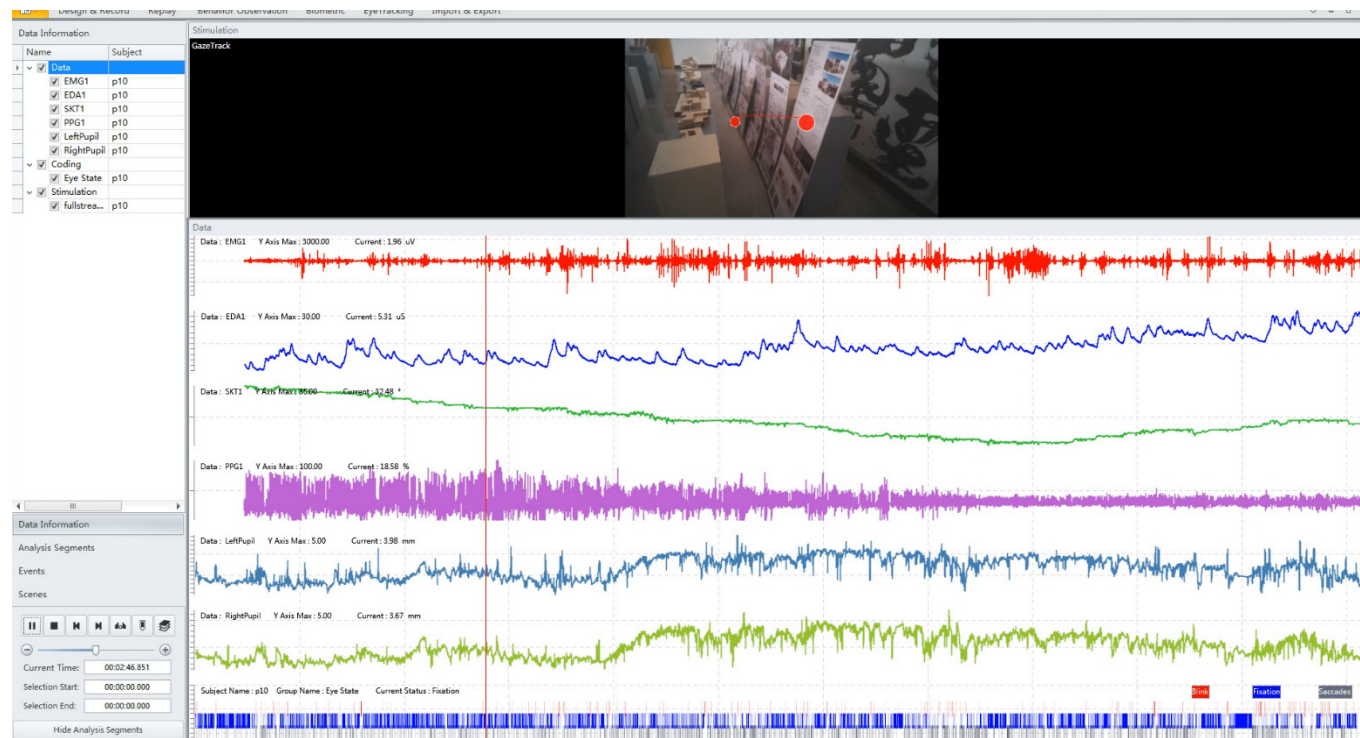 Design & Record Replay Behavior Observation Biometric EyeTracking Import & Export
Data Information
Name Subject
Data
EMG1 p10
EDA1 p10
SKT1 p10
PPG1 p10
LeftPupil p10
RightPupil p10
Coding
Eye State p10
Stimulation
fullstrea... p10
Data Information
Analysis Segments
Events
Scenes
Current Time: 00:02:46.851
Selection Start: 00:00:00.000
Selection End: 00:00:00.000
Hide Analysis Segments
Stimulation
GazeTrack
Data
Data : EMG1 Y Axis Max : 3000.00 Current : 1.96 uV
Data : EDA1 Y Axis Max : 30.00 Current : 5.31 uS
Data : SKT1 Y Axis Max : Current : 32.48 °
Data : PPG1 Y Axis Max : 100.00 Current : 18.58 %
Data : LeftPupil Y Axis Max : 5.00 Current : 3.98 mm
Data : RightPupil Y Axis Max : 5.00 Current : 3.67 mm
Subject Name : p10 Group Name : Eye State Current Status : Fixation
Blink Fixation Saccades